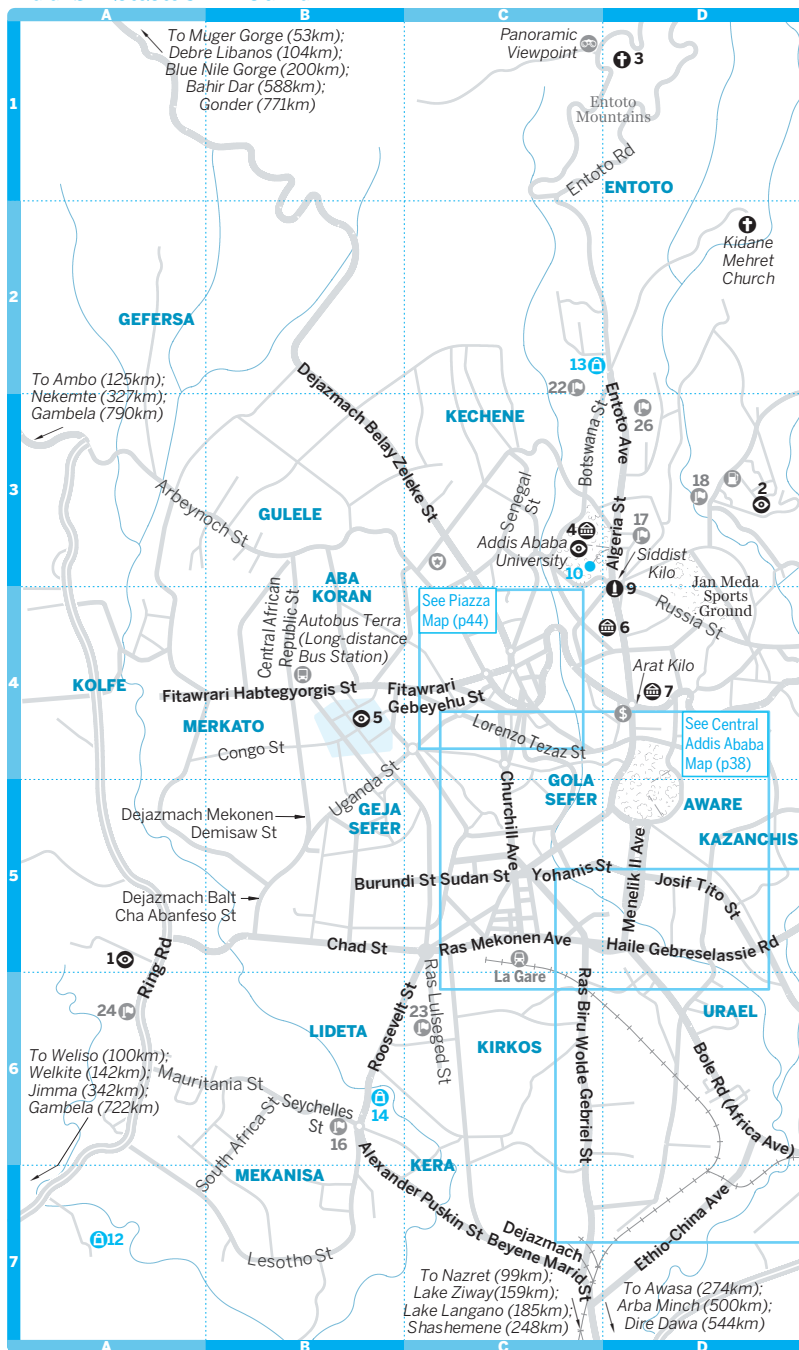 A
B
C
D
To Muger Gorge (53km);
Debre Libanos (104km);
Blue Nile Gorge (200km);
Bahir Dar (588km);
Gonder (771km)
Panoramic
Viewpoint
3
1
Entoto
Mountains
Entoto Rd
ENTOTO
Kidane
Mehret
Church
2
GEFERSA
13
To Ambo (125km);
Nekemte (327km);
Gambela (790km)
22
Dejazmach Belay Zeleke St
KECHENE
Botswana St
Entoto Ave
26
3
Arbeynoch St
GULELE
Senegal
St
18
2
4
Addis Ababa
University
Algeria St
17
Siddist
Kilo
10
ABA
KORAN
See Piazza
Map (p44)
9
Jan Meda
Sports
Ground
Russia St
Central African
Republic St
Autobus Terra
(Long-distance
Bus Station)
6
Arat Kilo
4
KOLFE
Fitawrari Habtegyorgis St
Fitawrari
Gebeyehu St
7
$
MERKATO
5
Lorenzo Tezaz St
See Central
Addis Ababa
Map (p38)
Congo St
Uganda St
GEJA
SEFER
Churchill Ave
GOLA
SEFER
AWARE
Dejazmach Mekonen
Demisaw St
KAZANCHIS
5
Burundi St
Sudan St
Yohanis St
Menelik II Ave
Josif Tito St
Dejazmach Balt
Cha Abanfeso St
1
Ring Rd
Chad St
Ras Mekonen Ave
Haile Gebreselassie Rd
La Gare
24
Roosevelt St
Ras Lulseged St
23
Ras Biru Wolde Gebriel St
URAEL
LIDETA
KIRKOS
6
To Weliso (100km);
Welkite (142km);
Jimma (342km);
Gambela (722km)
Mauritania St
Seychelles
St
14
16
Bole Rd (Africa Ave)
South Africa St
MEKANISA
KERA
Alexander Puskin St
Dejazmach
Beyene Marid St
Ethio-China Ave
12
Lesotho St
7
To Nazret (99km);
Lake Ziway(159km);
Lake Langano (185km);
Shashemene (248km)
To Awasa (274km);
Arba Minch (500km);
Dire Dawa (544km)
A
B
C
D